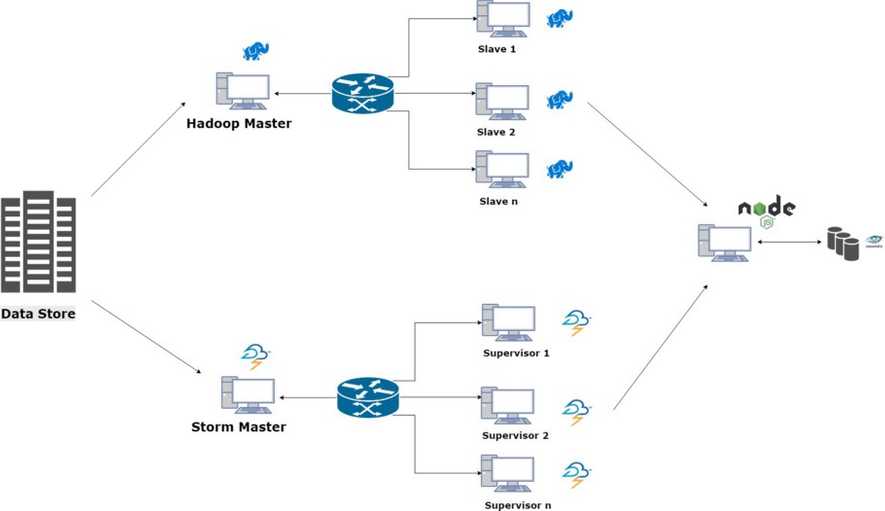 Slave 1
Hadoop Master
Slave 2
Slave n
node
JS
Data Store
Supervisor 1
Storm Master
Supervisor 2
Supervisor n